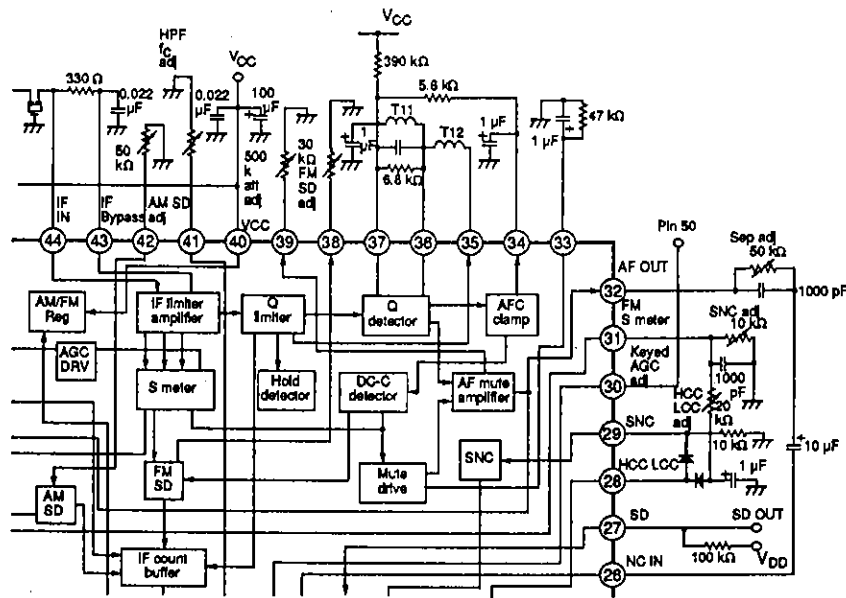 VCC
HPF
fC
adj
VCC
390 kΩ
330 Ω
5.8 kΩ
0.022
µF
0.022
µF
100
µF
T11
T12
1 µF
47 kΩ
1 µF
50
kΩ
500
k
att
adj
30
kΩ
FM
SD
adj
1
µF
6.8 kΩ
IF
IN
IF
Bypass
AM SD
adj
VCC
Pin 50
44
43
42
41
40
39
38
37
36
35
34
33
Sep adj
50 kΩ
AF OUT
32
1000 pF
FM
S meter
SNC adj
10 kΩ
AM/FM
Reg
IF limiter
amplifier
Q
limiter
Q
detector
AFC
clamp
31
Keyed
AGC
adj
1000
pF
AGC
DRV
30
HCC
LCC
adj
20
kΩ
S meter
Hold
detector
DC-C
detector
AF mute
amplifier
SNC
29
10 kΩ
10 µF
FM
SD
Mute
drive
SNC
HCC LCC
1 µF
28
AM
SD
SD
27
SD OUT
IF count
buffer
NC IN
26
100 kΩ
VDD